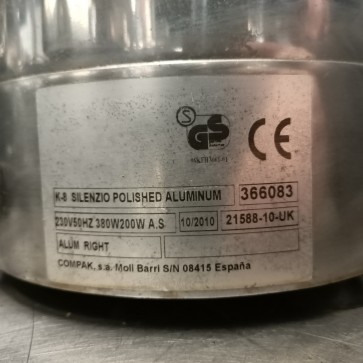 S
GS
CE
K-8 SILENZIO POLISHED ALUMINUM 366083
230V50HZ 380W200W A.S 10/2010 21588-10-UK
ALUM RIGHT
COMPAK, s.a. Moli Barri S/N 08415 España